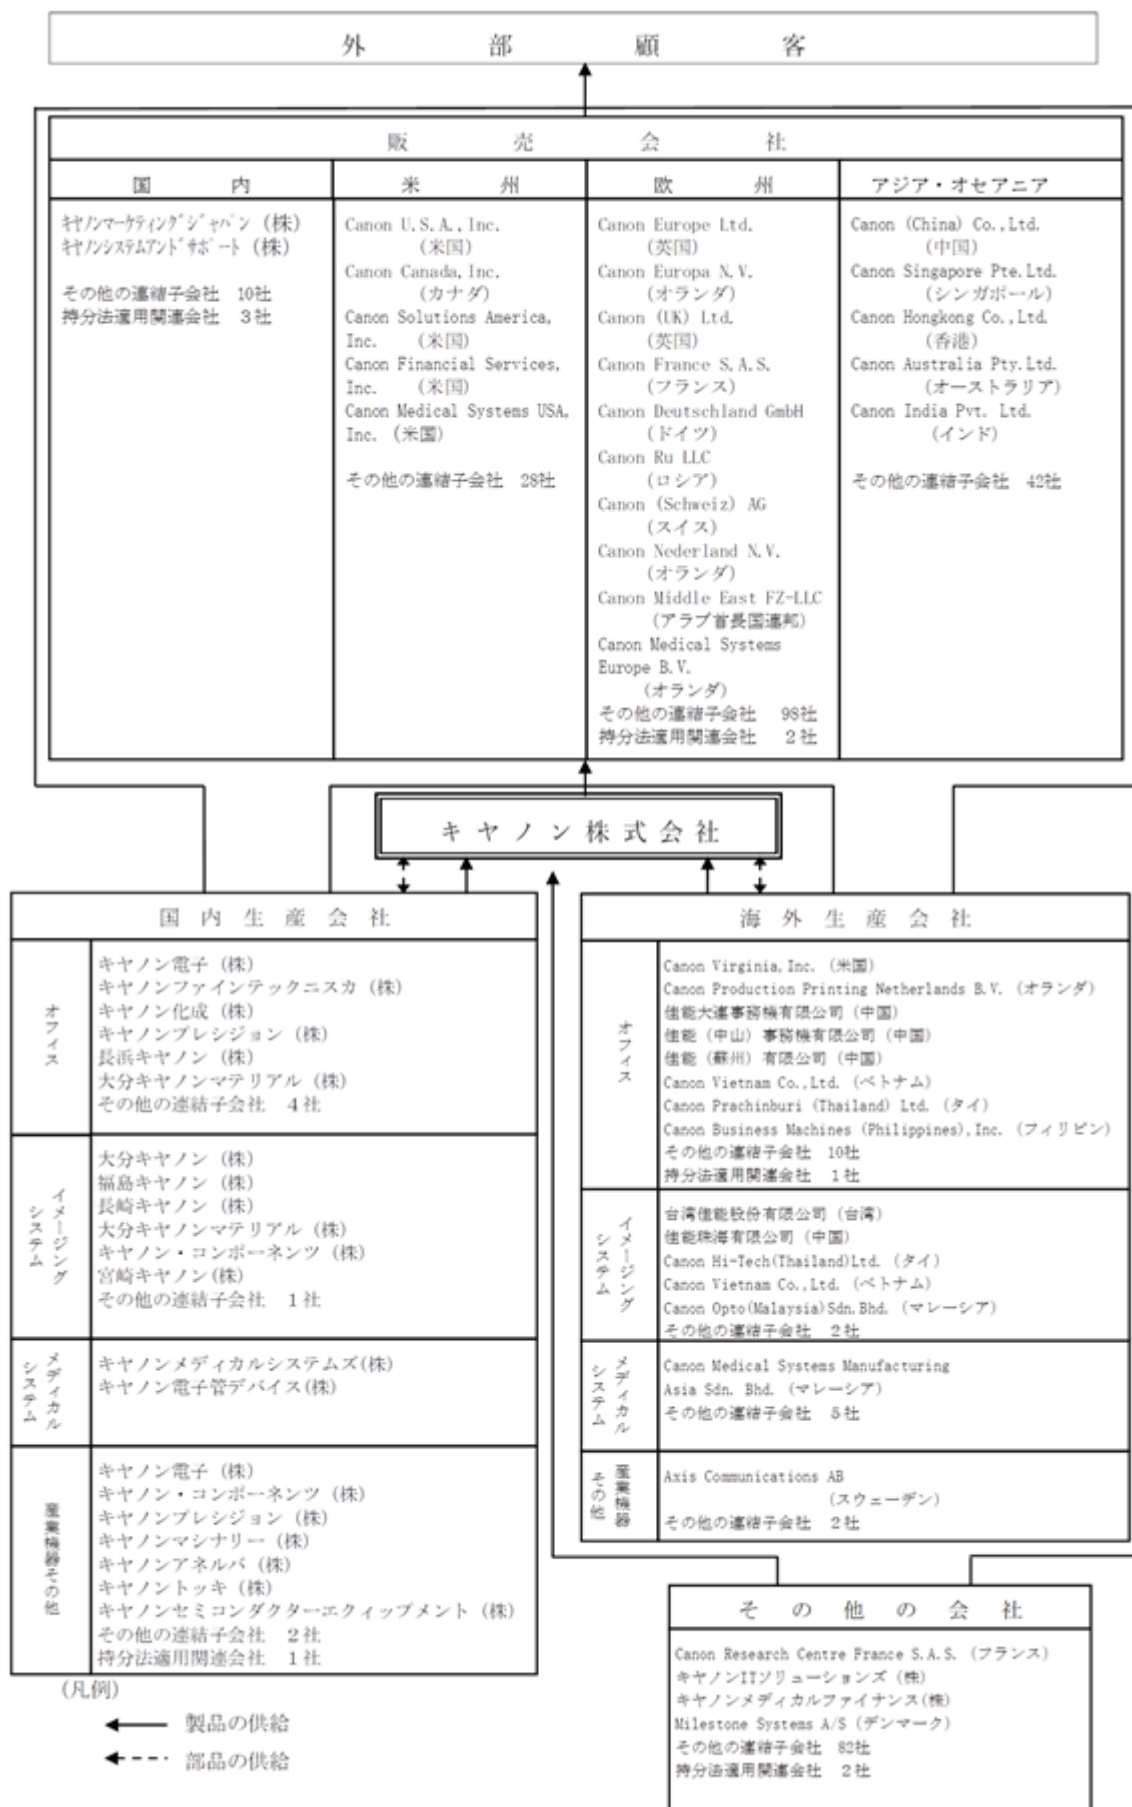 外部顧客
販売会社
国内
キヤノンマーケティングジャパン (株)
キヤノンシステムアンドサポート (株)
その他の連結子会社 10社
持分法適用関連会社 3社
米州
Canon U.S.A., Inc.
(米国)
Canon Canada, Inc.
(カナダ)
Canon Solutions America,
Inc. (米国)
Canon Financial Services,
Inc. (米国)
Canon Medical Systems USA,
Inc. (米国)
その他の連結子会社 28社
欧州
Canon Europe Ltd.
(英国)
Canon Europa N.V.
(オランダ)
Canon (UK) Ltd.
(英国)
Canon France S.A.S.
(フランス)
Canon Deutschland GmbH
(ドイツ)
Canon Ru LLC
(ロシア)
Canon (Schweiz) AG
(スイス)
Canon Nederland N.V.
(オランダ)
Canon Middle East FZ-LLC
(アラブ首長国連邦)
Canon Medical Systems
Europe B.V.
(オランダ)
その他の連結子会社 98社
持分法適用関連会社 2社
アジア・オセアニア
Canon (China) Co.,Ltd.
(中国)
Canon Singapore Pte.Ltd.
(シンガポール)
Canon Hongkong Co.,Ltd.
(香港)
Canon Australia Pty.Ltd.
(オーストラリア)
Canon India Pvt. Ltd.
(インド)
その他の連結子会社 42社
キヤノン株式会社
国内生産会社
オフィス
キヤノン電子 (株)
キヤノンファインテックニスカ (株)
キヤノン化成 (株)
キヤノンプレシジョン (株)
長浜キヤノン (株)
大分キヤノンマテリアル (株)
その他の連結子会社 4社
イメージング
システム
大分キヤノン (株)
福島キヤノン (株)
長崎キヤノン (株)
大分キヤノンマテリアル (株)
キヤノン・コンポーネンツ (株)
宮崎キヤノン(株)
その他の連結子会社 1社
メディカル
システム
キヤノンメディカルシステムズ(株)
キヤノン電子管デバイス(株)
産業機器その他
キヤノン電子 (株)
キヤノン・コンポーネンツ (株)
キヤノンプレシジョン (株)
キヤノンマシナリー (株)
キヤノンアネルバ (株)
キヤノントッキ (株)
キヤノンセミコンダクターエクィップメント (株)
その他の連結子会社 2社
持分法適用関連会社 1社
海外生産会社
オフィス
Canon Virginia, Inc. (米国)
Canon Production Printing Netherlands B.V. (オランダ)
佳能大連事務機有限公司 (中国)
佳能 (中山) 事務機有限公司 (中国)
佳能 (蘇州) 有限公司 (中国)
Canon Vietnam Co.,Ltd. (ベトナム)
Canon Prachinburi (Thailand) Ltd. (タイ)
Canon Business Machines (Philippines), Inc. (フィリピン)
その他の連結子会社 10社
持分法適用関連会社 1社
イメージング
システム
台湾佳能股份有限公司 (台湾)
佳能珠海有限公司 (中国)
Canon Hi-Tech(Thailand)Ltd. (タイ)
Canon Vietnam Co.,Ltd. (ベトナム)
Canon Opto(Malaysia)Sdn.Bhd. (マレーシア)
その他の連結子会社 2社
メディカル
システム
Canon Medical Systems Manufacturing
Asia Sdn. Bhd. (マレーシア)
その他の連結子会社 5社
産業機器
その他
Axis Communications AB
(スウェーデン)
その他の連結子会社 2社
その他の会社
Canon Research Centre France S.A.S. (フランス)
キヤノンITソリューションズ (株)
キヤノンメディカルファイナンス(株)
Milestone Systems A/S (デンマーク)
その他の連結子会社 82社
持分法適用関連会社 2社
(凡例)
製品の供給
部品の供給